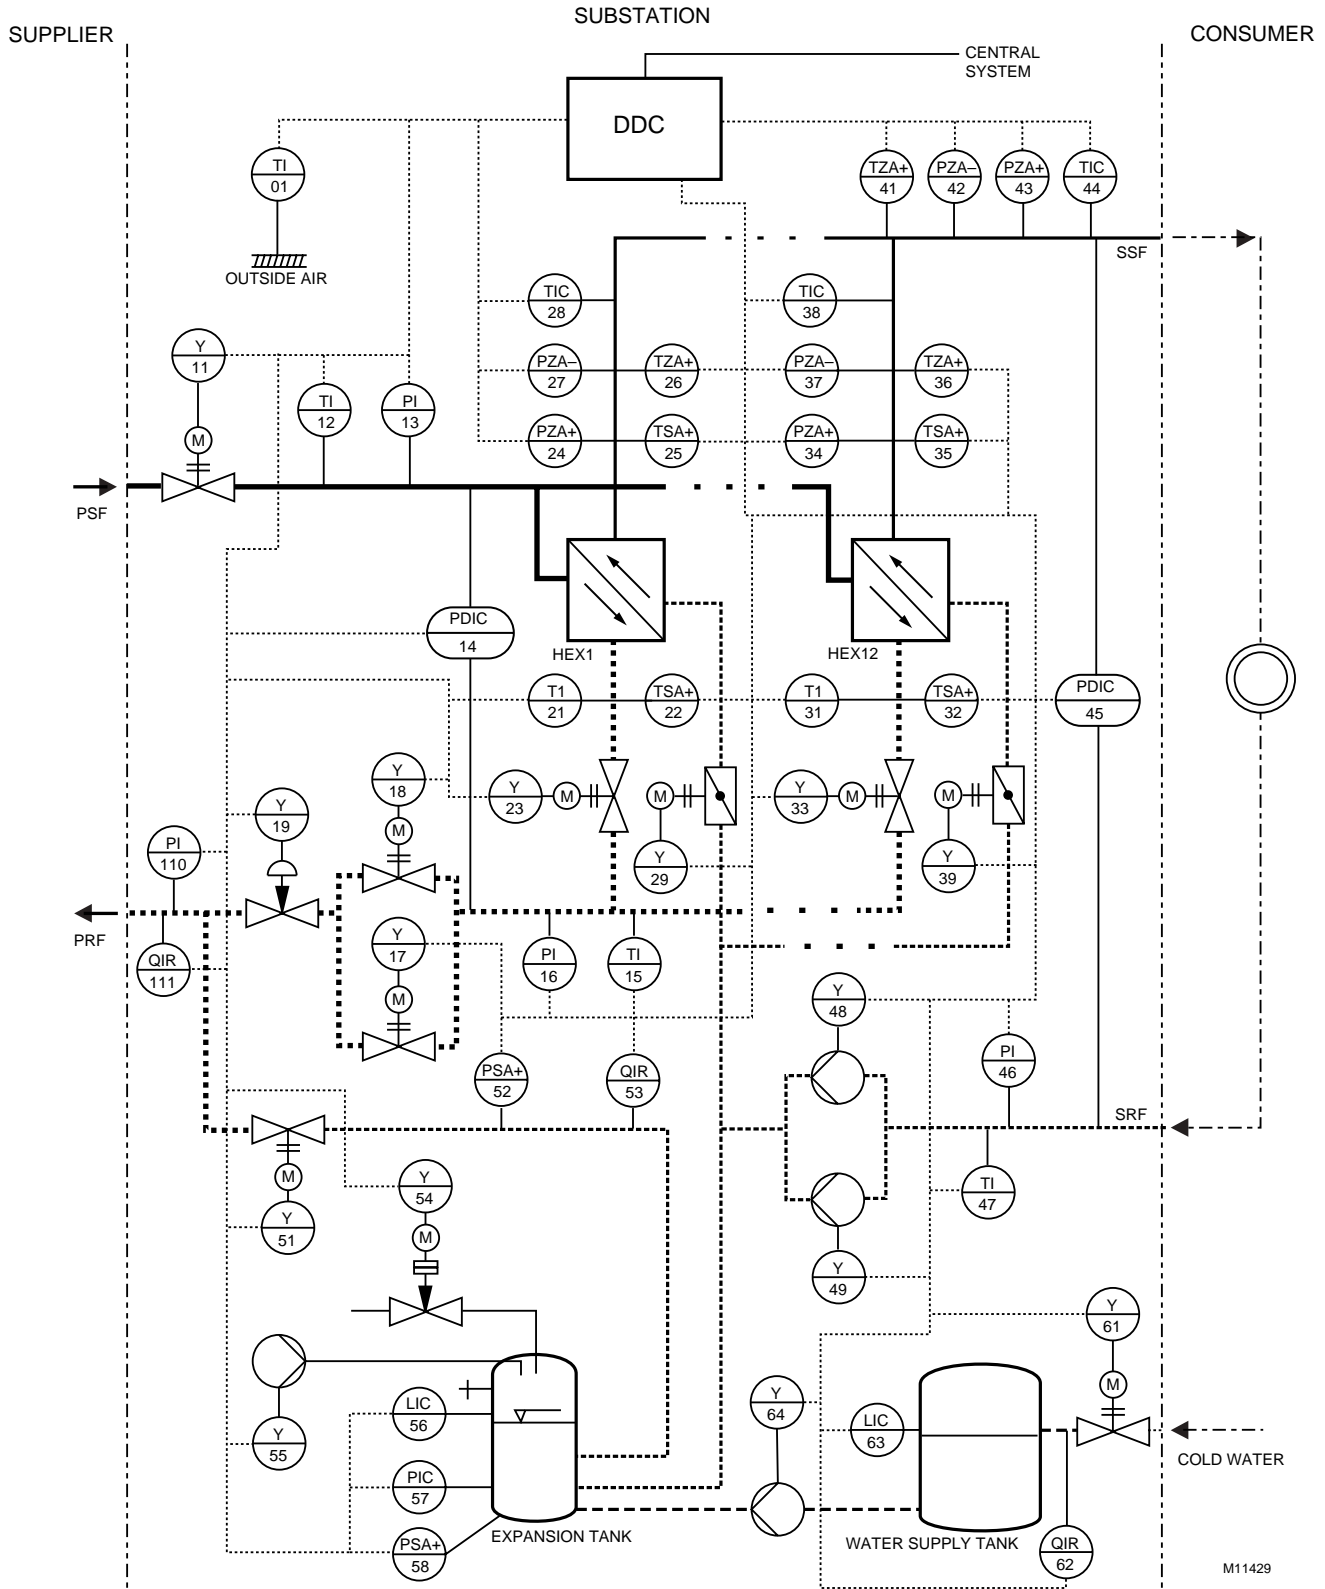 SUBSTATION
SUPPLIER
CONSUMER
CENTRAL
SYSTEM
DDC
TI
01
TZA+
41
PZA–
42
PZA+
43
TIC
44
OUTSIDE AIR
SSF
TIC
28
TIC
38
Y
11
PZA–
27
TZA+
26
PZA–
37
TZA+
36
TI
12
PI
13
PZA+
24
TSA+
25
PZA+
34
TSA+
35
M
PSF
PDIC
14
HEX1
HEX12
T1
21
TSA+
22
T1
31
TSA+
32
PDIC
45
Y
18
Y
23
M
M
Y
33
M
M
Y
19
M
PI
110
Y
29
Y
39
PRF
Y
17
QIR
111
PI
16
TI
15
M
Y
48
PI
46
PSA+
52
QIR
53
SRF
M
Y
54
TI
47
Y
51
M
Y
49
Y
61
M
Y
64
LIC
56
LIC
63
Y
55
COLD WATER
PIC
57
EXPANSION TANK
WATER SUPPLY TANK
PSA+
58
QIR
62
M11429